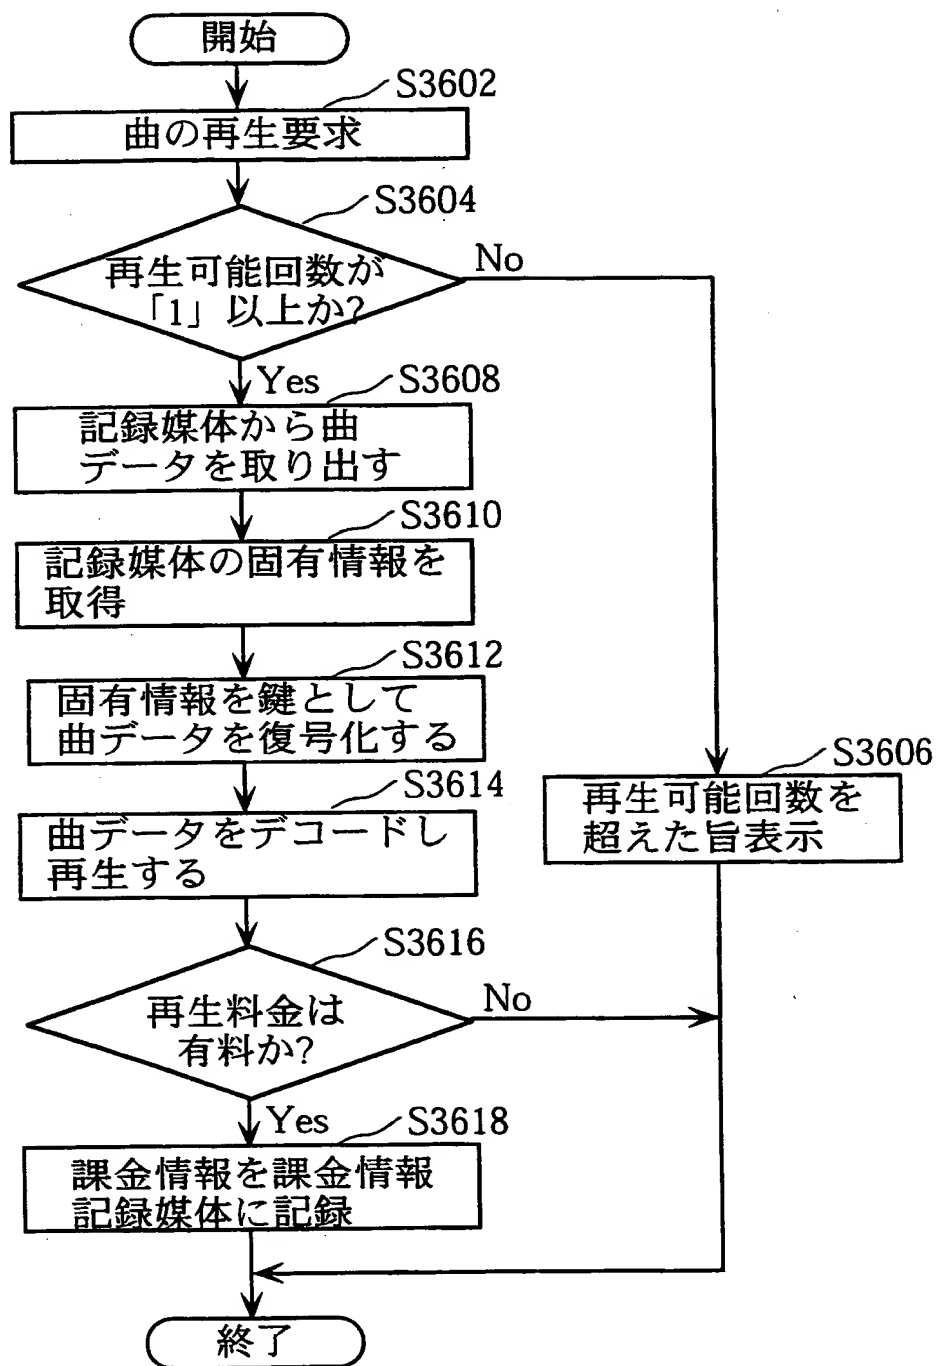 開始
S3602
曲の再生要求
S3604
再生可能回数が
「1」以上か?
No
Yes
S3608
記録媒体から曲
データを取り出す
S3610
記録媒体の固有情報を
取得
S3612
固有情報を鍵として
曲データを復号化する
S3614
曲データをデコードし
再生する
S3606
再生可能回数を
超えた旨表示
S3616
再生料金は
有料か?
No
Yes
S3618
課金情報を課金情報
記録媒体に記録
終了